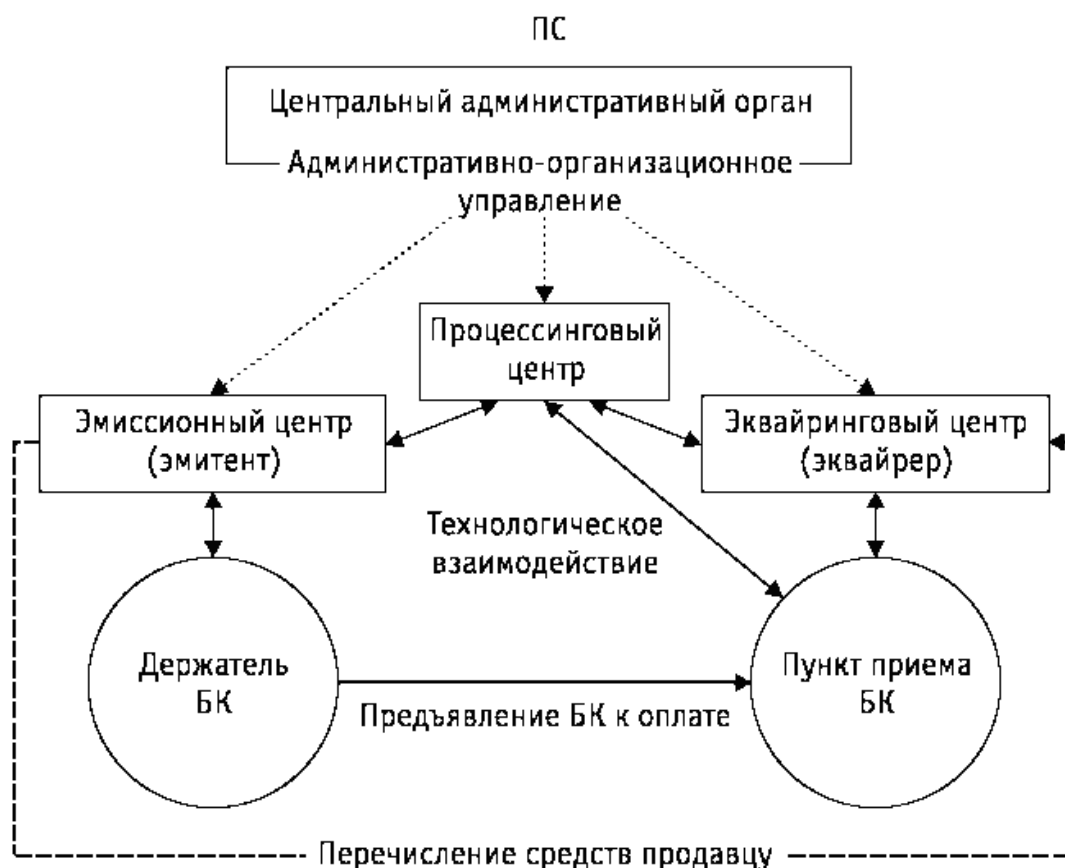 ПС
Центральный административный орган
Административно-организационное
управление
Процессинговый
центр
Эмиссионный центр
(эмитент)
Эквайринговый центр
(эквайрер)
Технологическое
взаимодействие
Держатель
БК
Пункт приема
БК
Предъявление БК к оплате
Перечисление средств продавцу